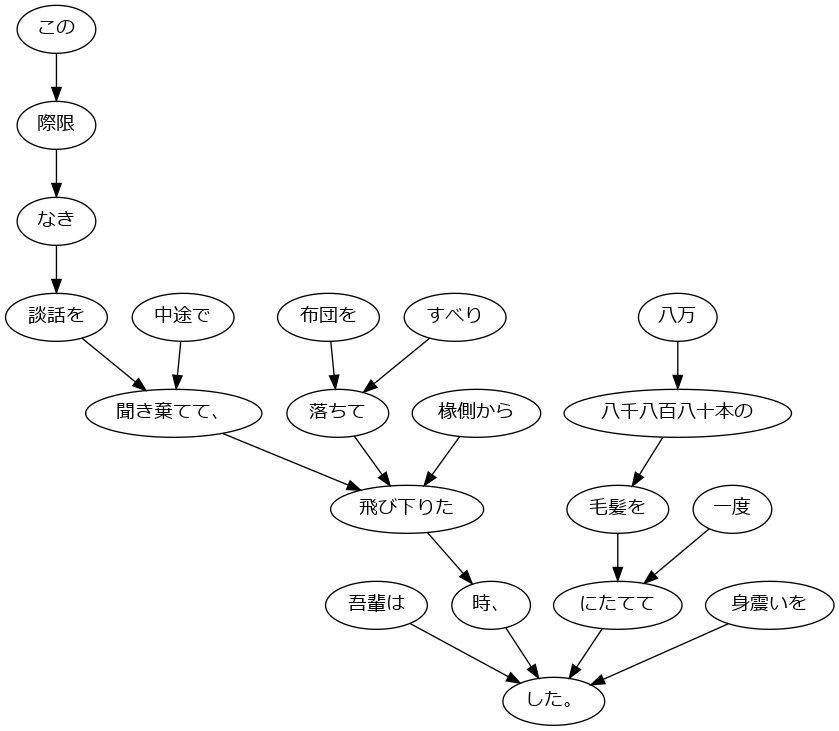 この
際限
なき
談話を 中途で 布団を すべり 八万
聞き棄てて、 落ちて 椽側から 八千八百八十本の
飛び下りた 毛髪を 一度
吾輩は 時、 にたてて 身震いを
した。